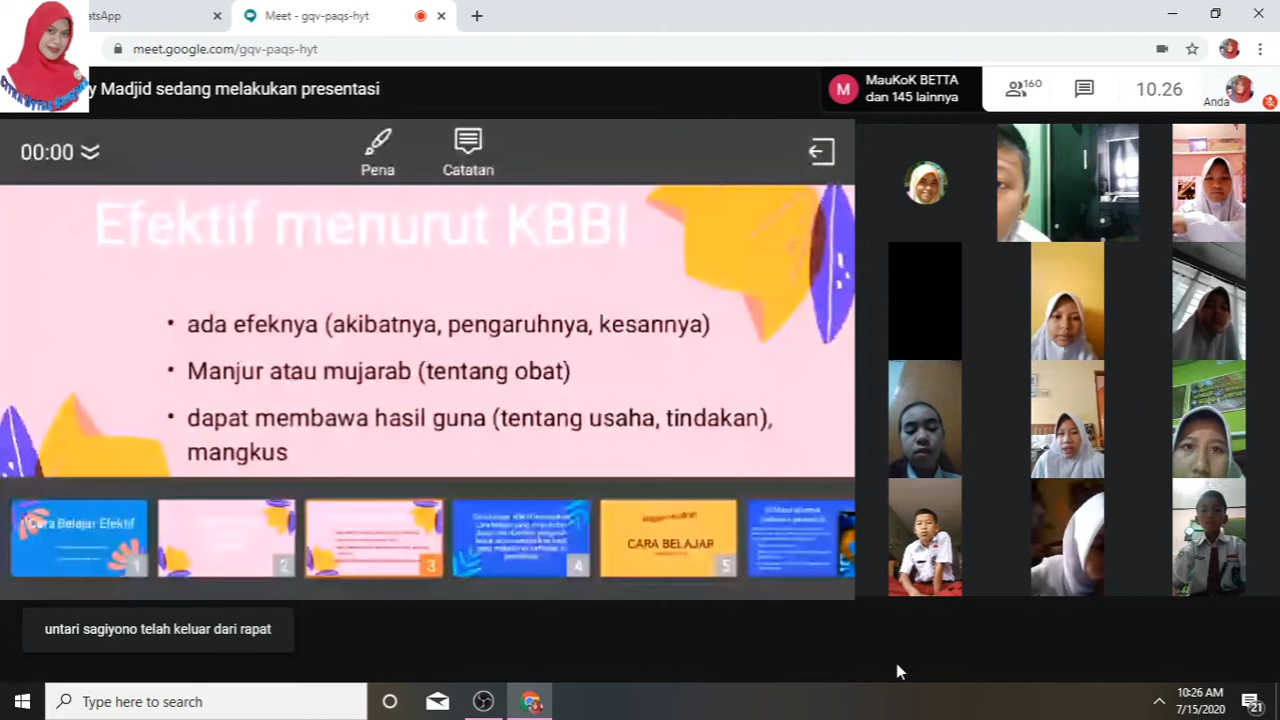 atsApp
Meet - gqv-paqs-hyt
meet.google.com/gqv-paqs-hyt
y Madjid sedang melakukan presentasi
M
MauKoK BETTA
dan 145 lainnya
160
10.26
Anda
00:00
Pena
Catatan
Efektif menurut KBBI
• ada efeknya (akibatnya, pengaruhnya, kesannya)
• Manjur atau mujarab (tentang obat)
• dapat membawa hasil guna (tentang usaha, tindakan),
mangkus
Cara Belajar Efektif
1
2
3
4
CARA BELAJAR
5
untari sagiyono telah keluar dari rapat
Type here to search
10:26 AM
7/15/2020
21